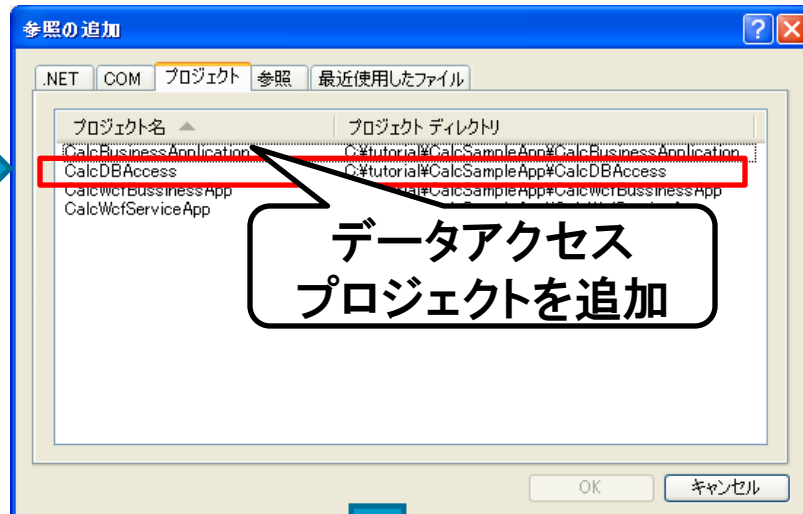 参照の追加
.NET COM プロジェクト 参照 最近使用したファイル
プロジェクト名 プロジェクト ディレクトリ
CalcBusinessApplication C:¥tutorial¥CalcSampleApp¥CalcBusinessApplication
CalcDBAccess C:¥tutorial¥CalcSampleApp¥CalcDBAccess
CalcWcfBussinessApp C:¥tutorial¥CalcSampleApp¥CalcWcfBussinessApp
CalcWcfServiceApp
データアクセス
プロジェクトを追加
OK キャンセル